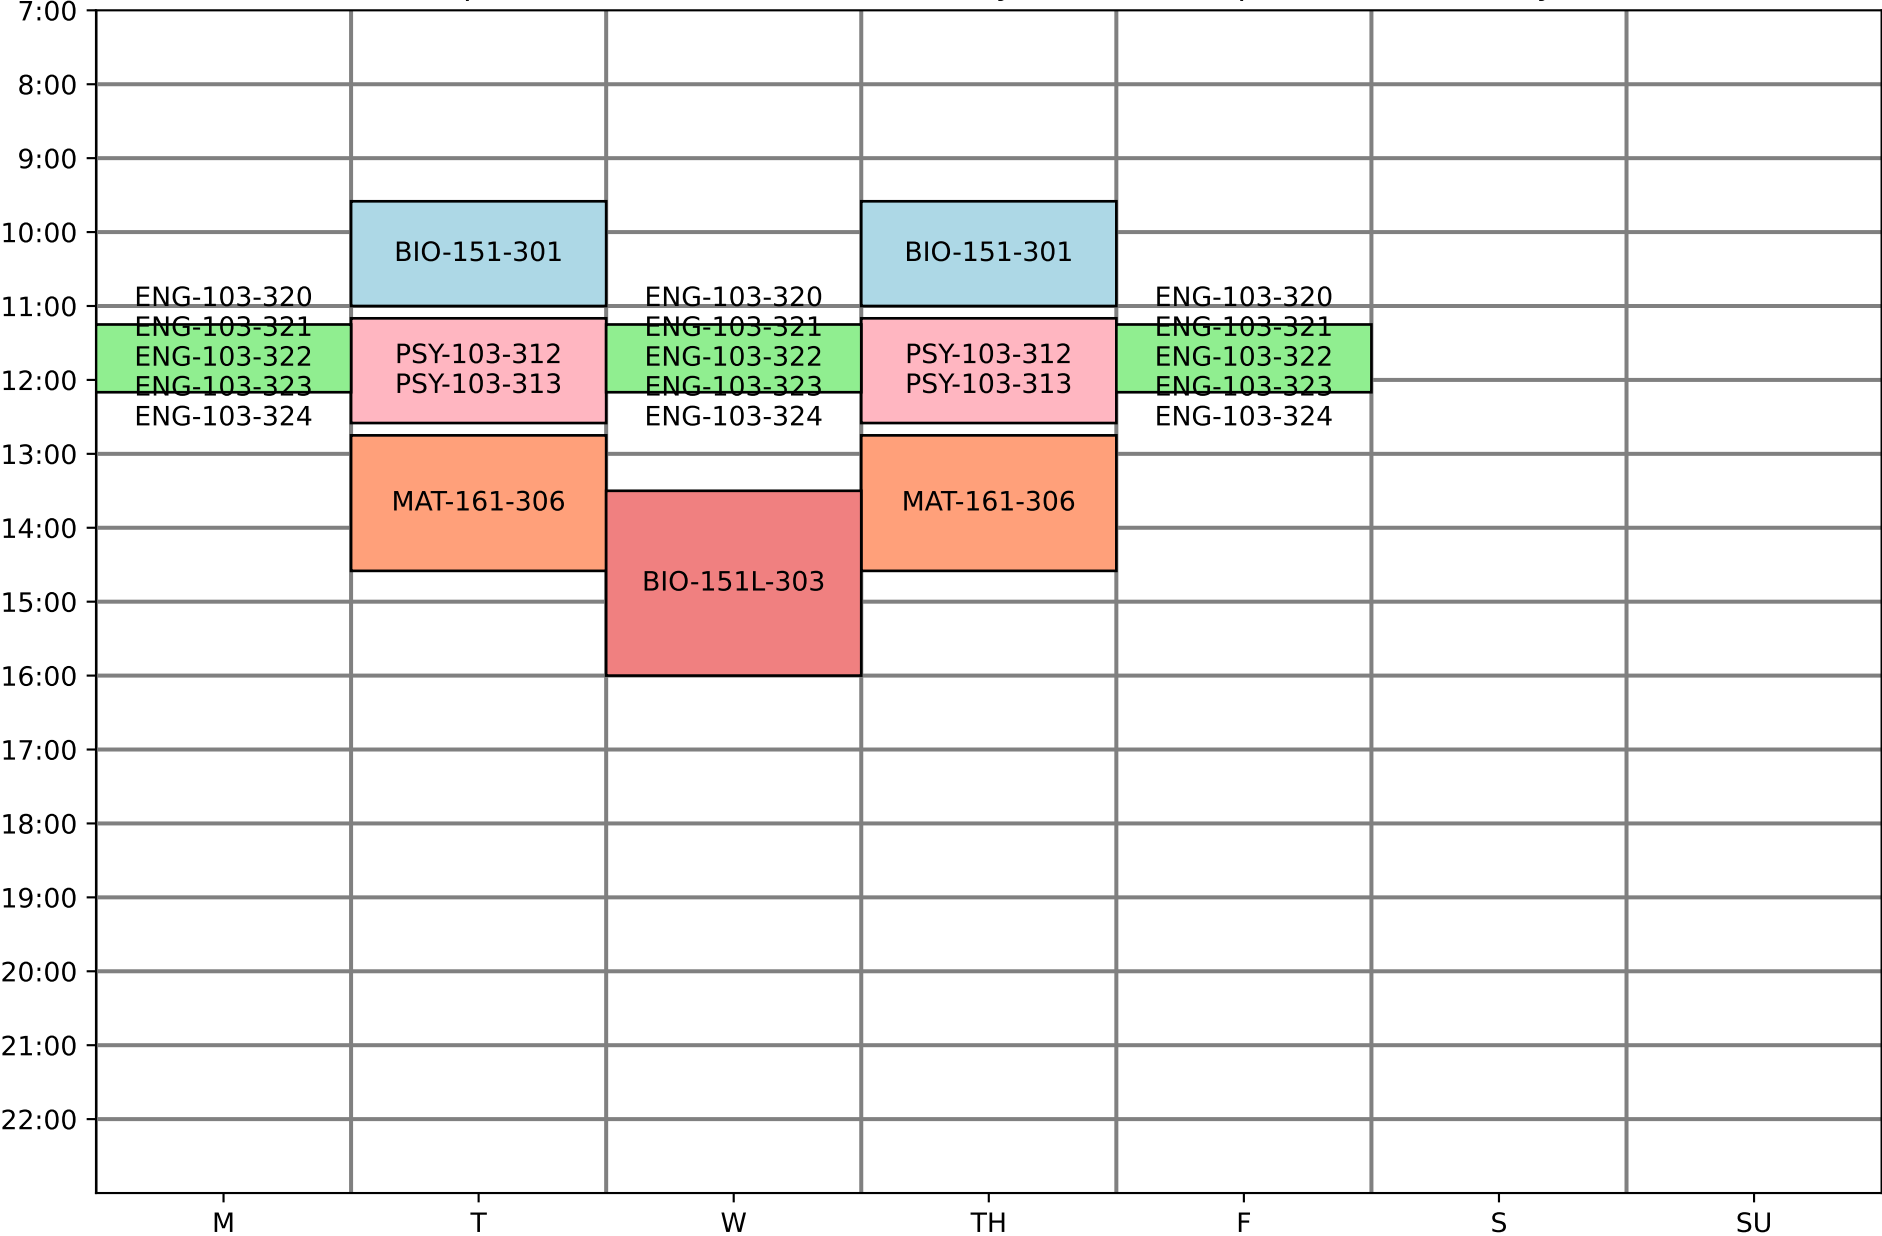 7:00
8:00
9:00
10:00
11:00
12:00
13:00
14:00
15:00
16:00
17:00
18:00
19:00
20:00
21:00
22:00
ENG-103-320
ENG-103-321
ENG-103-322
ENG-103-323
ENG-103-324
BIO-151-301
PSY-103-312
PSY-103-313
MAT-161-306
ENG-103-320
ENG-103-321
ENG-103-322
ENG-103-323
ENG-103-324
BIO-151L-303
BIO-151-301
PSY-103-312
PSY-103-313
MAT-161-306
ENG-103-320
ENG-103-321
ENG-103-322
ENG-103-323
ENG-103-324
M T W TH F S SU